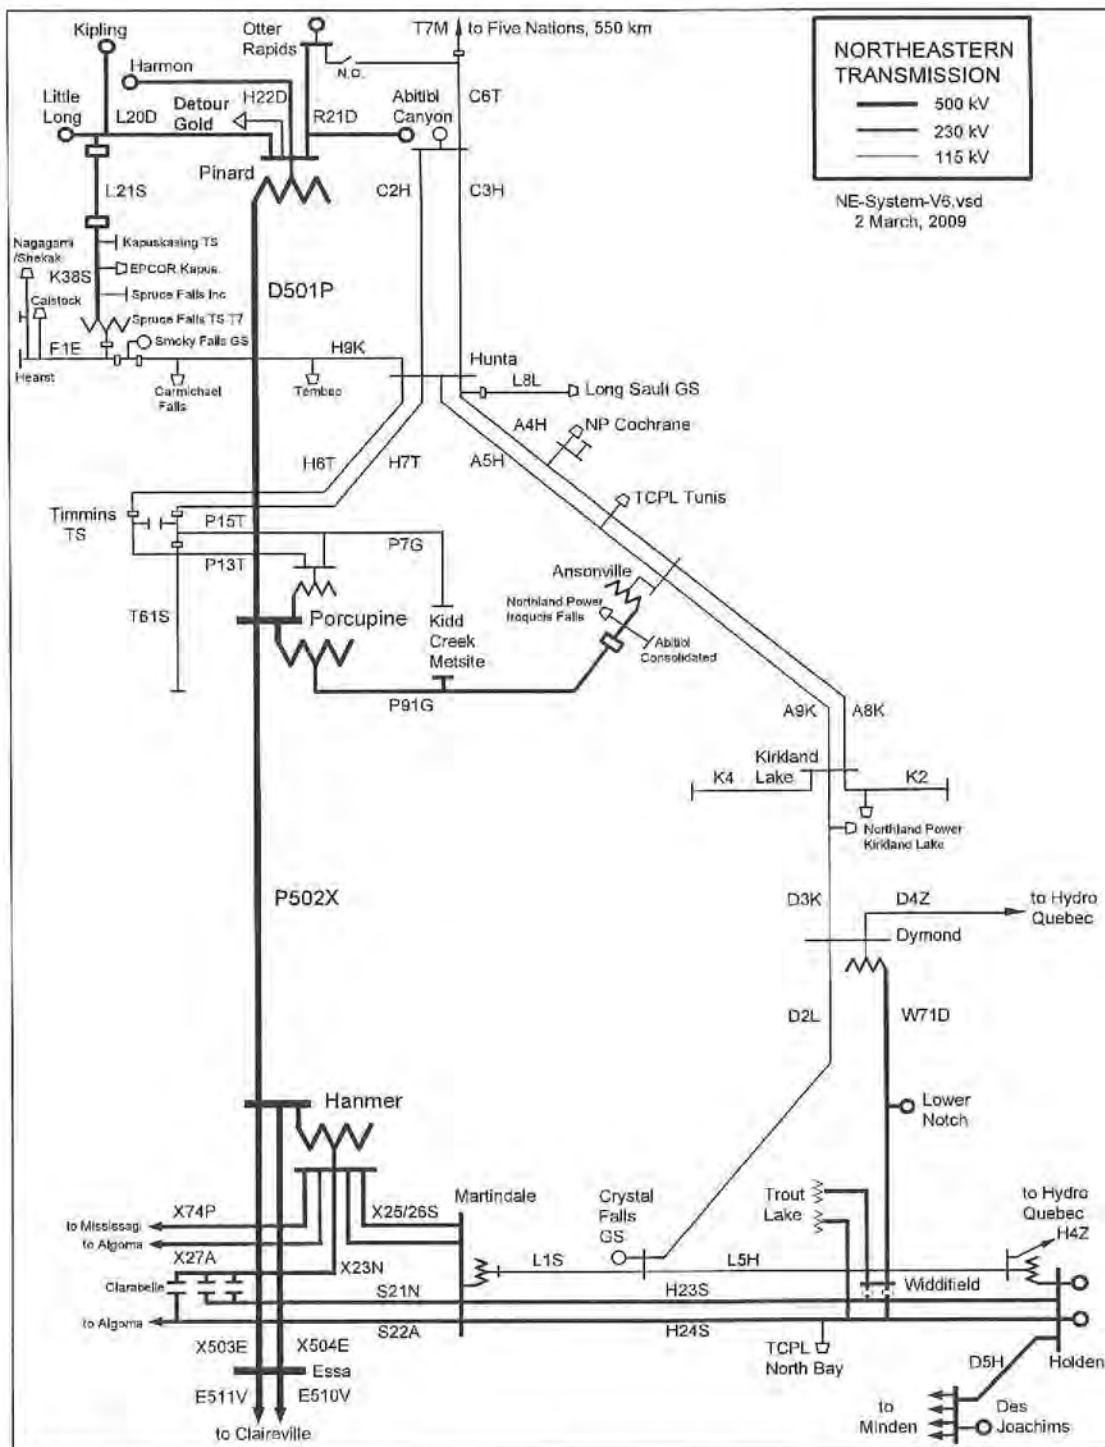 Kipling
Otter
Rapids
T7M
to Five Nations, 550 km
NORTHEASTERN
TRANSMISSION
500 kV
230 kV
115 kV
NE-System-V6.vsd
2 March, 2009
Harmon
N.O.
Little
Long
H22D
Detour
Gold
L20D
R21D
Abitibi
Canyon
C6T
Pinard
L21S
C2H
C3H
Nagagami
/Shekak
Kapuskasing TS
K38S
EPCOR Kapus.
Calstock
Spruce Falls Inc
D501P
Spruce Falls TS T7
Smoky Falls GS
F1E
H9K
Hunta
Hearst
Carmichael
Falls
Tembec
L8L
Long Sault GS
A4H
NP Cochrane
A5H
H6T
H7T
TCPL Tunis
Timmins
TS
P15T
P7G
P13T
Ansonville
Northland Power
Iroquois Falls
T61S
Porcupine
Kidd
Creek
Metsite
Abitibi
Consolidated
P91G
A9K
A8K
Kirkland
Lake
K4
K2
Northland Power
Kirkland Lake
P502X
D3K
D4Z
to Hydro
Quebec
Dymond
D2L
W71D
Hanmer
Lower
Notch
Martindale
Crystal
Falls
GS
Trout
Lake
to Hydro
Quebec
H4Z
X74P
X25/26S
to Mississagi
to Algoma
X27A
X23N
L1S
L5H
Clarabelle
Widdifield
S21N
H23S
to Algoma
S22A
H24S
X503E
X504E
TCPL
North Bay
D5H
Holden
Essa
E511V
E510V
to Claireville
to
Minden
Des
Joachims